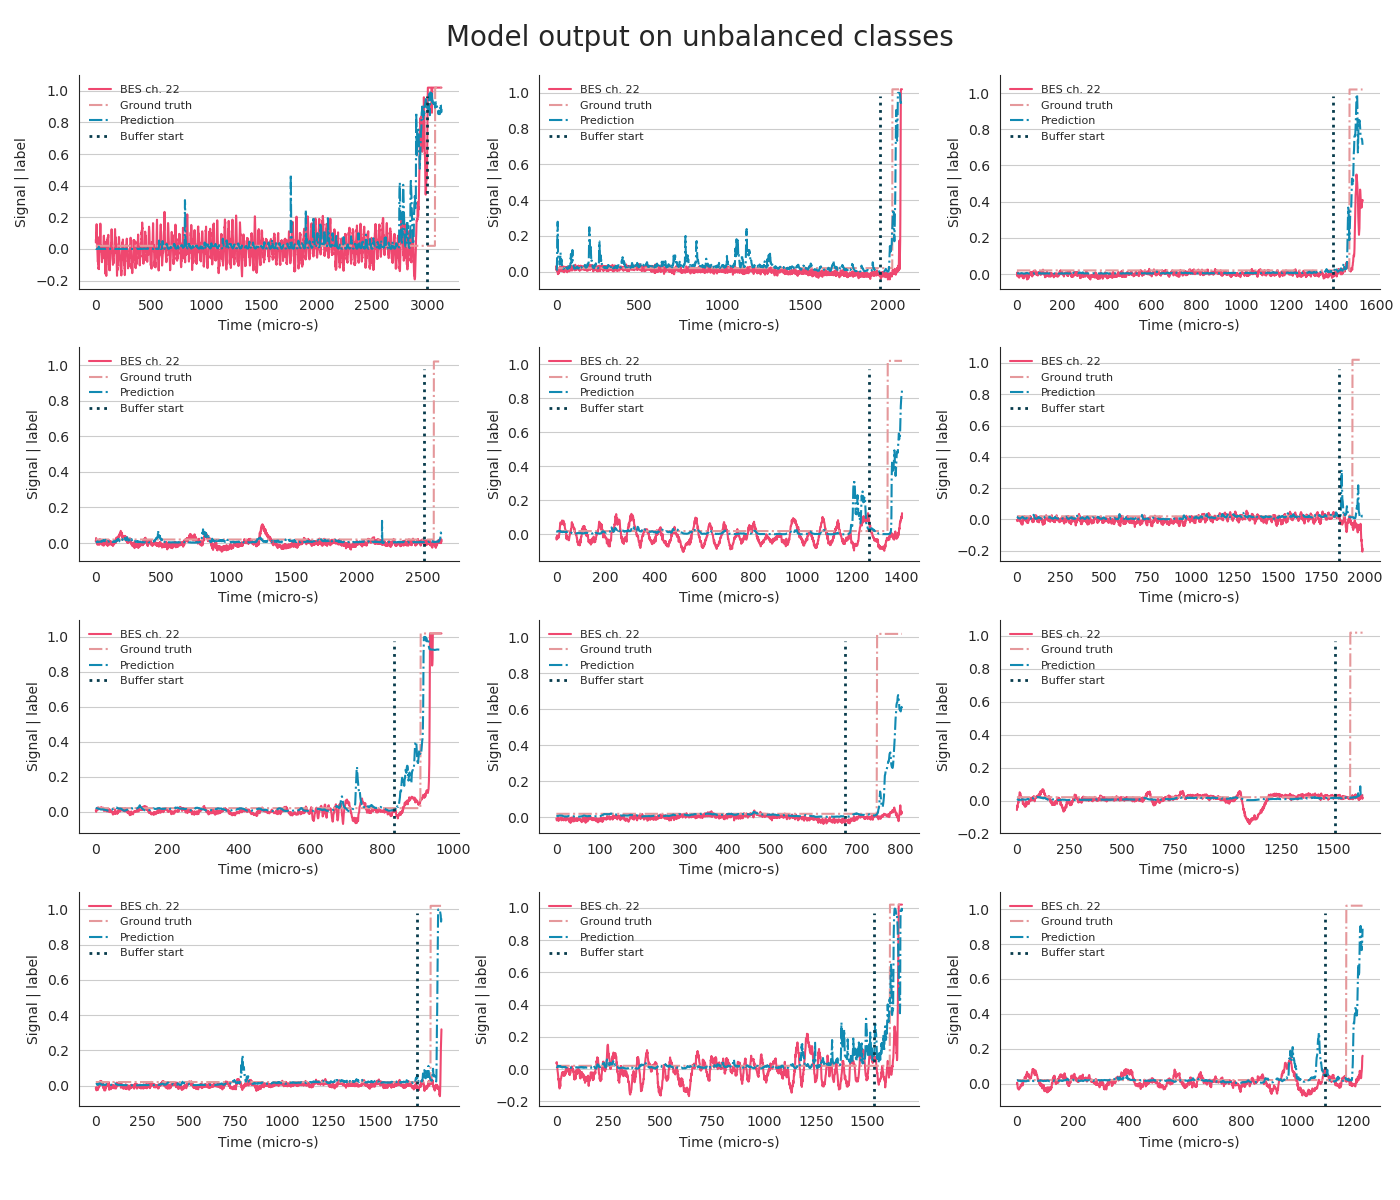 Model output on unbalanced classes
1.0
0.8
0.6
0.4
0.2
0.0
−0.2
Signal | label
BES ch. 22
Ground truth
Prediction
Buffer start
0 500 1000 1500 2000 2500 3000
Time (micro-s)
1.0
0.8
0.6
0.4
0.2
0.0
Signal | label
BES ch. 22
Ground truth
Prediction
Buffer start
0 500 1000 1500 2000
Time (micro-s)
1.0
0.8
0.6
0.4
0.2
0.0
Signal | label
BES ch. 22
Ground truth
Prediction
Buffer start
0 200 400 600 800 1000 1200 1400 1600
Time (micro-s)
1.0
0.8
0.6
0.4
0.2
0.0
Signal | label
BES ch. 22
Ground truth
Prediction
Buffer start
0 500 1000 1500 2000 2500
Time (micro-s)
1.0
0.8
0.6
0.4
0.2
0.0
Signal | label
BES ch. 22
Ground truth
Prediction
Buffer start
0 200 400 600 800 1000 1200 1400
Time (micro-s)
1.0
0.8
0.6
0.4
0.2
0.0
−0.2
Signal | label
BES ch. 22
Ground truth
Prediction
Buffer start
0 250 500 750 1000 1250 1500 1750 2000
Time (micro-s)
1.0
0.8
0.6
0.4
0.2
0.0
Signal | label
BES ch. 22
Ground truth
Prediction
Buffer start
0 200 400 600 800 1000
Time (micro-s)
1.0
0.8
0.6
0.4
0.2
0.0
Signal | label
BES ch. 22
Ground truth
Prediction
Buffer start
0 100 200 300 400 500 600 700 800
Time (micro-s)
1.0
0.8
0.6
0.4
0.2
0.0
−0.2
Signal | label
BES ch. 22
Ground truth
Prediction
Buffer start
0 250 500 750 1000 1250 1500
Time (micro-s)
1.0
0.8
0.6
0.4
0.2
0.0
Signal | label
BES ch. 22
Ground truth
Prediction
Buffer start
0 250 500 750 1000 1250 1500 1750
Time (micro-s)
1.0
0.8
0.6
0.4
0.2
0.0
−0.2
Signal | label
BES ch. 22
Ground truth
Prediction
Buffer start
0 250 500 750 1000 1250 1500
Time (micro-s)
1.0
0.8
0.6
0.4
0.2
0.0
Signal | label
BES ch. 22
Ground truth
Prediction
Buffer start
0 200 400 600 800 1000 1200
Time (micro-s)